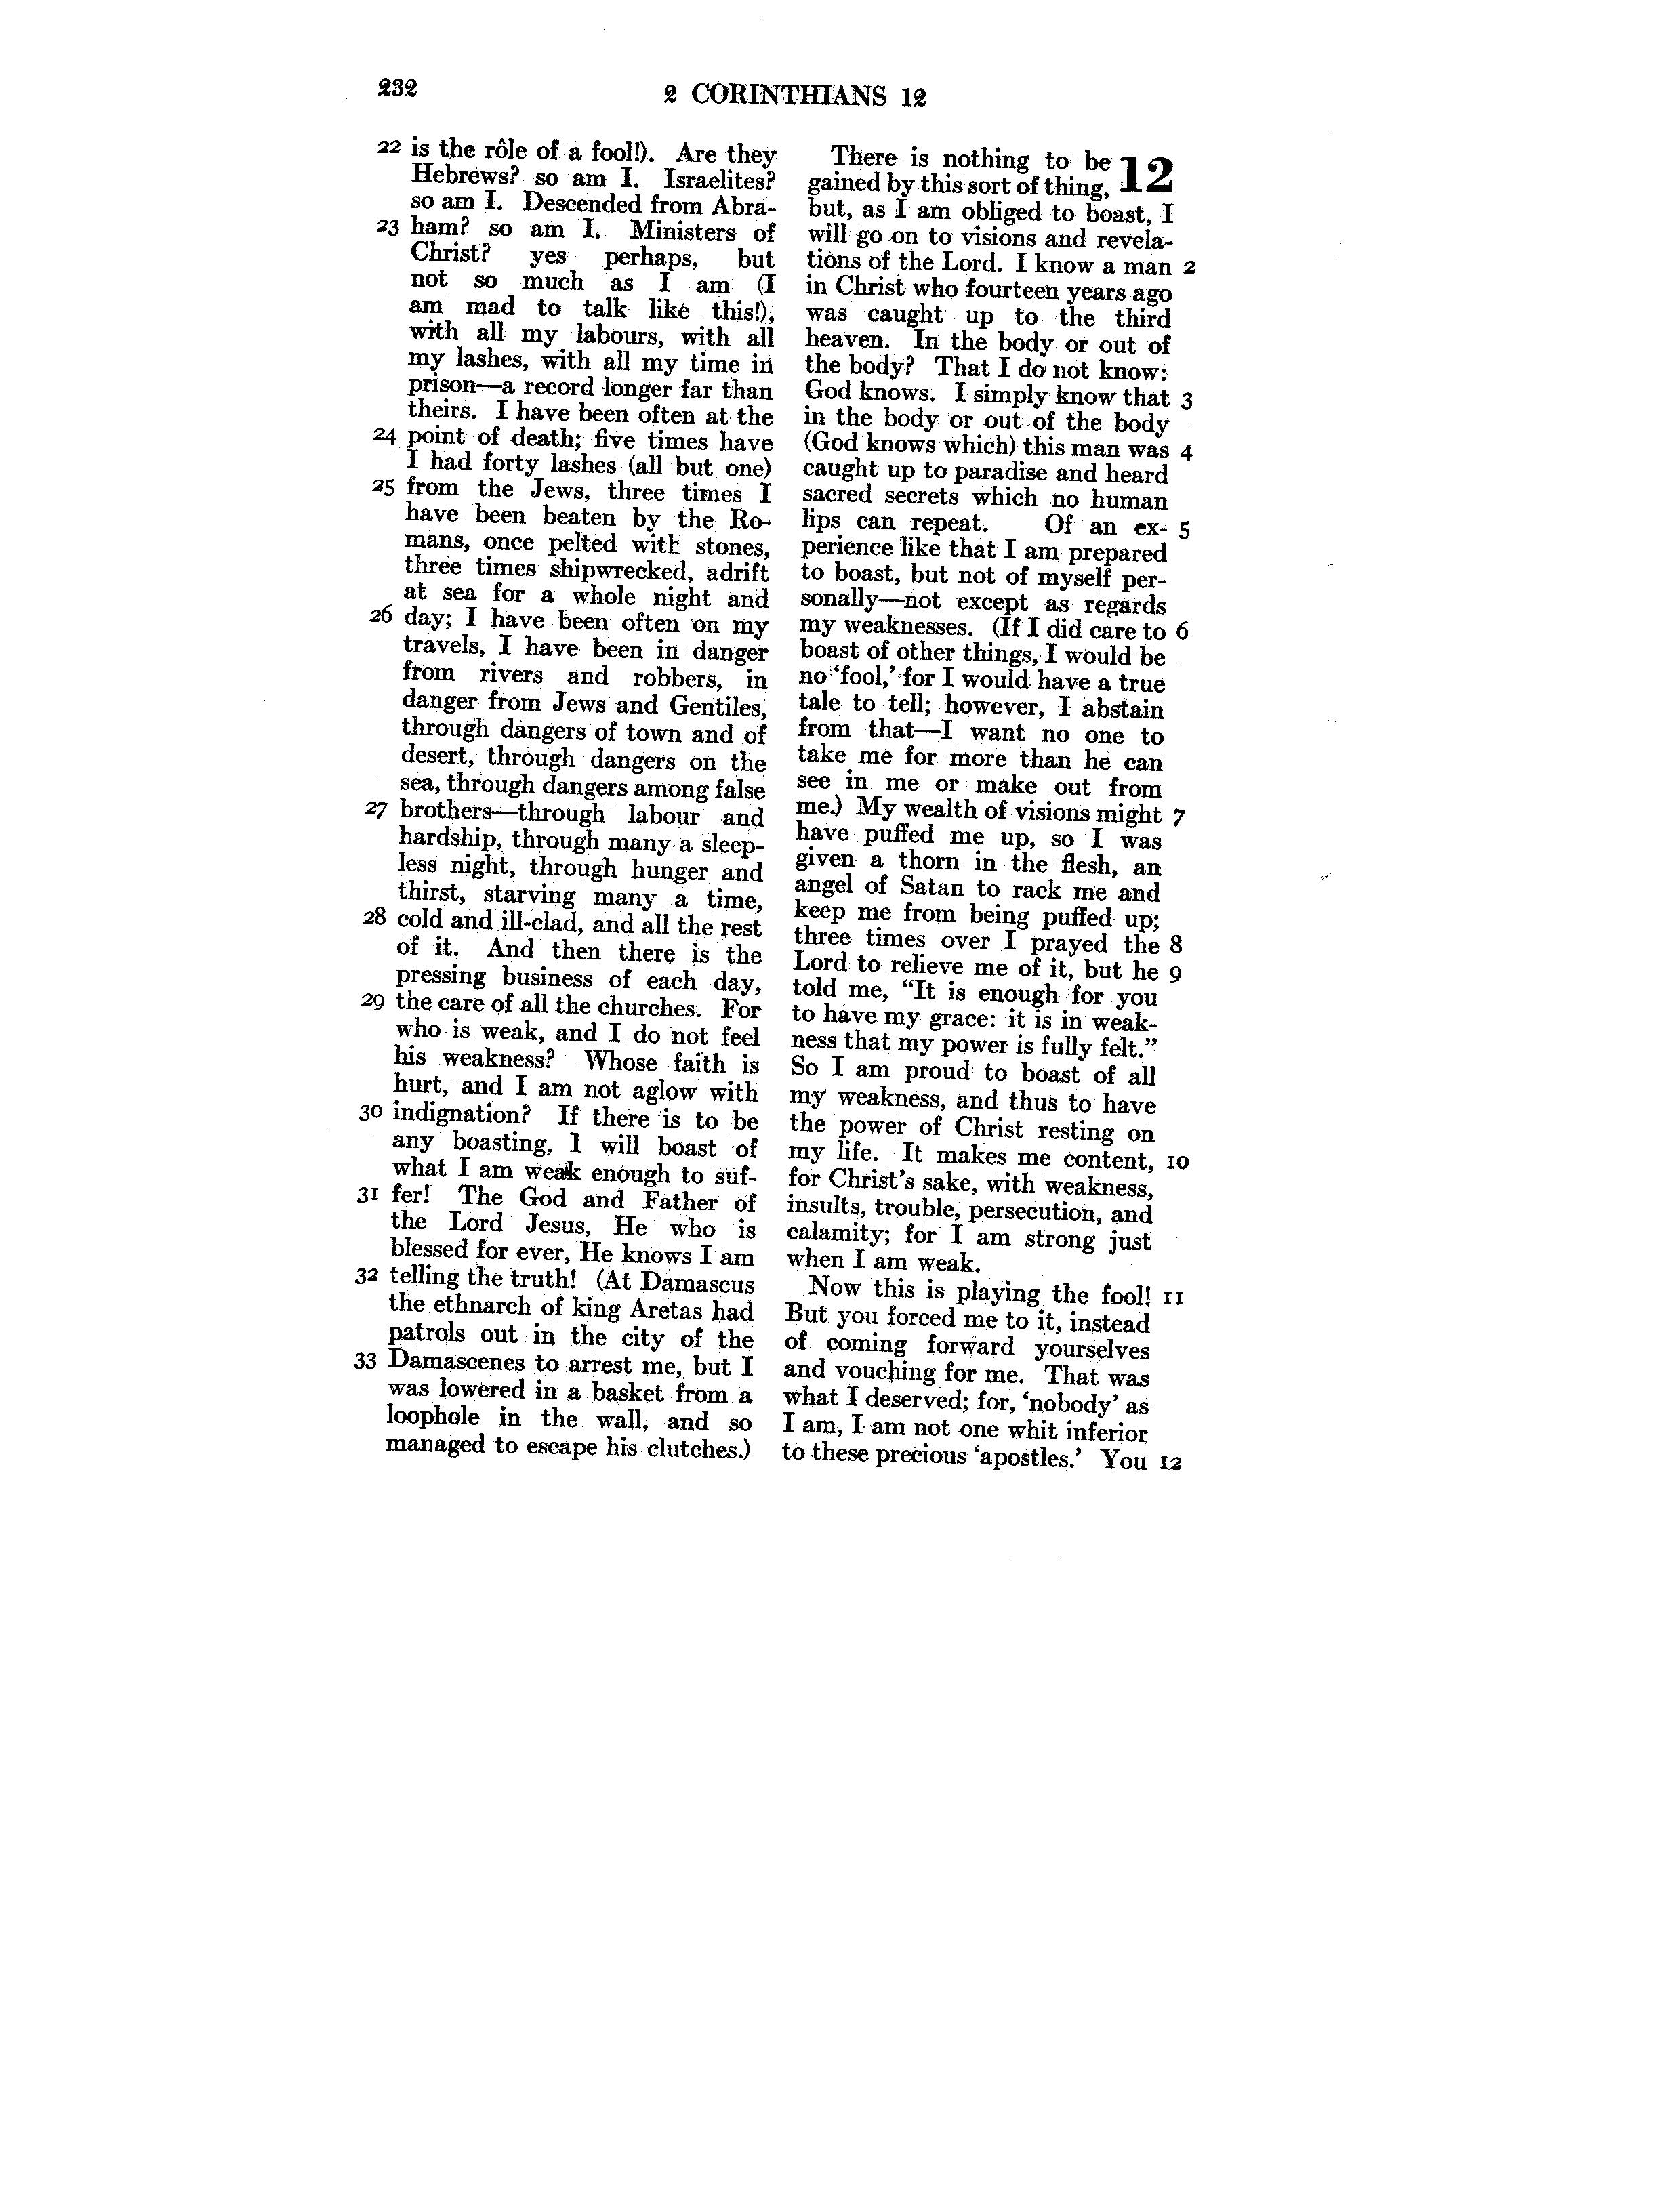 232
2 CORINTHIANS 12
22 is the rôle of a fool!). Are they
Hebrews? so am I. Israelites?
so am I. Descended from Abra-
23 ham? so am I. Ministers of
Christ? yes perhaps, but
not so much as I am (I
am mad to talk like this!),
with all my labours, with all
my lashes, with all my time in
prison—a record longer far than
theirs. I have been often at the
24 point of death; five times have
I had forty lashes (all but one)
25 from the Jews, three times I
have been beaten by the Ro-
mans, once pelted with stones,
three times shipwrecked, adrift
at sea for a whole night and
26 day; I have been often on my
travels, I have been in danger
from rivers and robbers, in
danger from Jews and Gentiles,
through dangers of town and of
desert, through dangers on the
sea, through dangers among false
27 brothers—through labour and
hardship, through many a sleep-
less night, through hunger and
thirst, starving many a time,
28 cold and ill-clad, and all the rest
of it. And then there is the
pressing business of each day,
29 the care of all the churches. For
who is weak, and I do not feel
his weakness? Whose faith is
hurt, and I am not aglow with
30 indignation? If there is to be
any boasting, I will boast of
what I am weak enough to suf-
31 fer! The God and Father of
the Lord Jesus, He who is
blessed for ever, He knows I am
32 telling the truth! (At Damascus
the ethnarch of king Aretas had
patrols out in the city of the
33 Damascenes to arrest me, but I
was lowered in a basket from a
loophole in the wall, and so
managed to escape his clutches.)
There is nothing to be 12
gained by this sort of thing,
but, as I am obliged to boast, I
will go on to visions and revela-
tions of the Lord. I know a man 2
in Christ who fourteen years ago
was caught up to the third
heaven. In the body or out of
the body? That I do not know:
God knows. I simply know that 3
in the body or out of the body
(God knows which) this man was 4
caught up to paradise and heard
sacred secrets which no human
lips can repeat. Of an ex- 5
perience like that I am prepared
to boast, but not of myself per-
sonally—not except as regards
my weaknesses. (If I did care to 6
boast of other things, I would be
no ‘fool,’ for I would have a true
tale to tell; however, I abstain
from that—I want no one to
take me for more than he can
see in me or make out from
me.) My wealth of visions might 7
have puffed me up, so I was
given a thorn in the flesh, an
angel of Satan to rack me and
keep me from being puffed up;
three times over I prayed the 8
Lord to relieve me of it, but he 9
told me, “It is enough for you
to have my grace: it is in weak-
ness that my power is fully felt.”
So I am proud to boast of all
my weakness, and thus to have
the power of Christ resting on
my life. It makes me content, 10
for Christ’s sake, with weakness,
insults, trouble, persecution, and
calamity; for I am strong just
when I am weak.
Now this is playing the fool! 11
But you forced me to it, instead
of coming forward yourselves
and vouching for me. That was
what I deserved; for, ‘nobody’ as
I am, I am not one whit inferior
to these precious ‘apostles.’ You 12